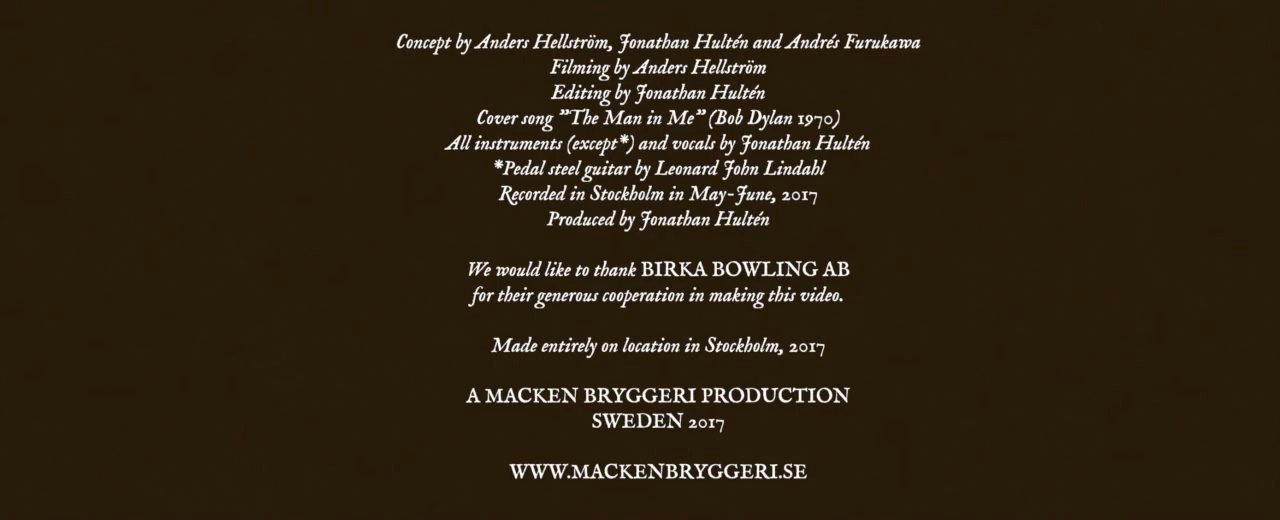 Concept by Anders Hellström, Jonathan Hultén and Andrés Furukawa
Filming by Anders Hellström
Editing by Jonathan Hultén
Cover song ”The Man in Me” (Bob Dylan 1970)
All instruments (except*) and vocals by Jonathan Hultén
*Pedal steel guitar by Leonard John Lindahl
Recorded in Stockholm in May-June, 2017
Produced by Jonathan Hultén
We would like to thank BIRKA BOWLING AB
for their generous cooperation in making this video.
Made entirely on location in Stockholm, 2017
A MACKEN BRYGGERI PRODUCTION
SWEDEN 2017
WWW.MACKENBRYGGERI.SE